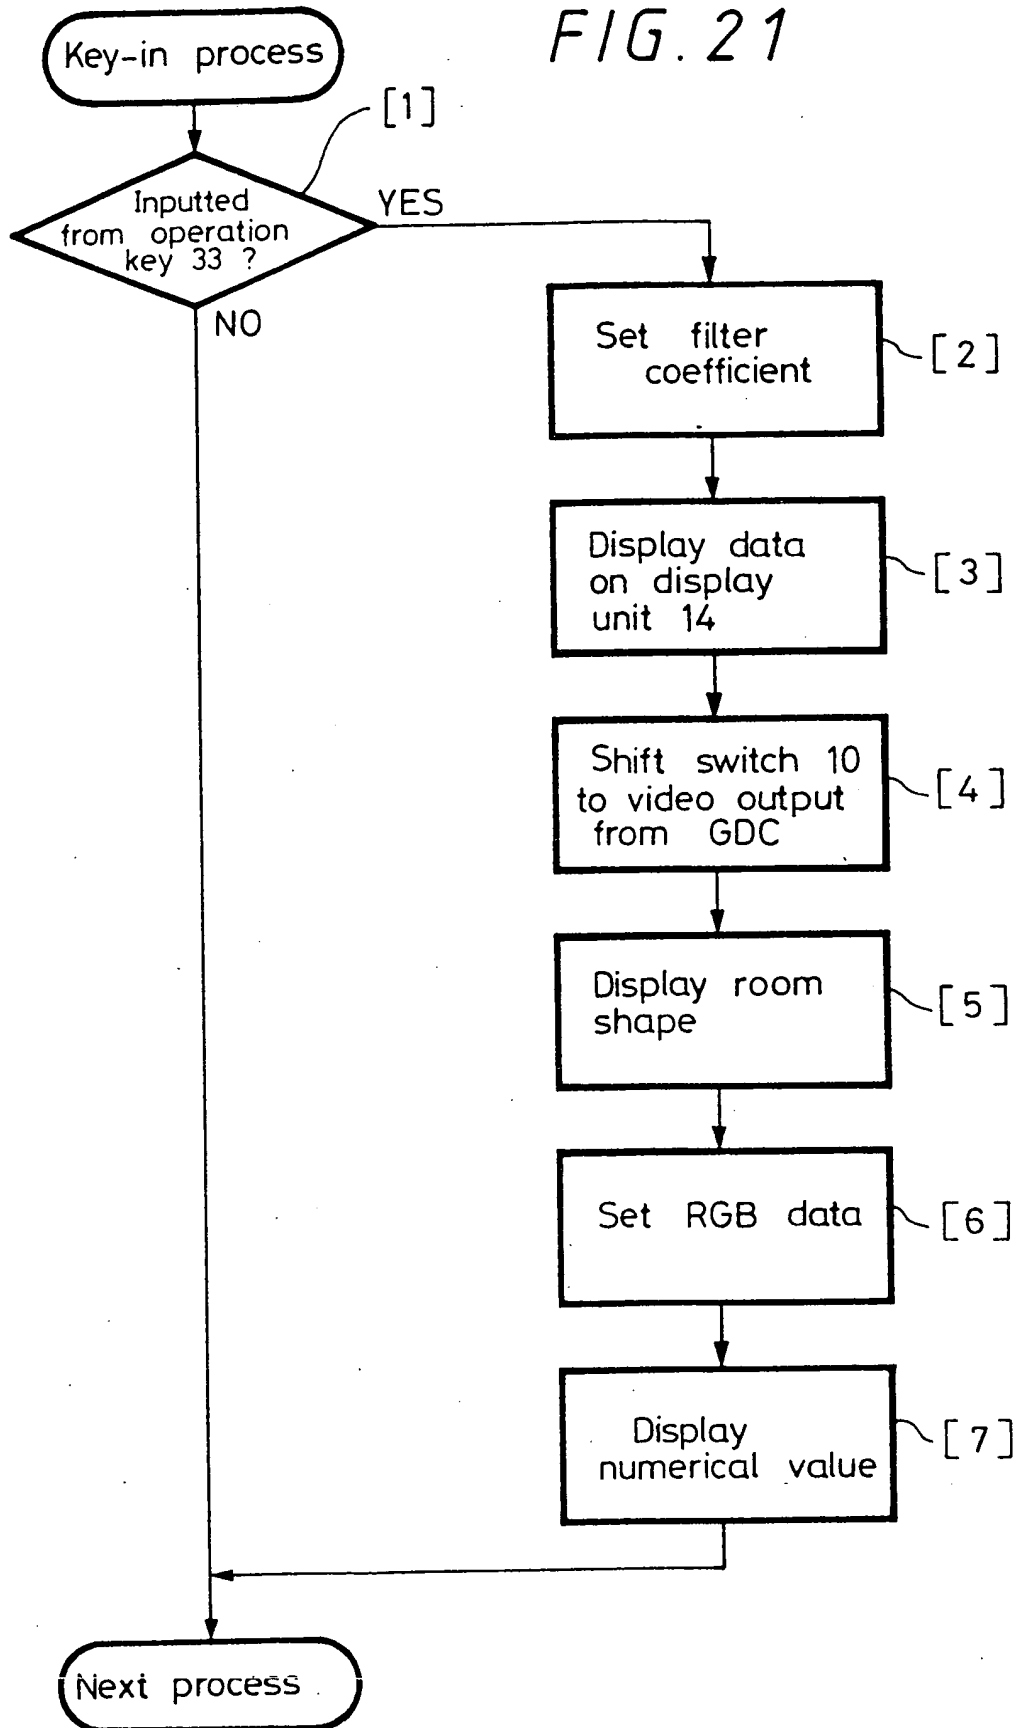 FIG. 21
Key-in process
[1]
Inputted
from operation
key 33 ?
YES
NO
Set filter
coefficient
[2]
Display data
on display
unit 14
[3]
Shift switch 10
to video output
from GDC
[4]
Display room
shape
[5]
Set RGB data
[6]
Display
numerical value
[7]
Next process